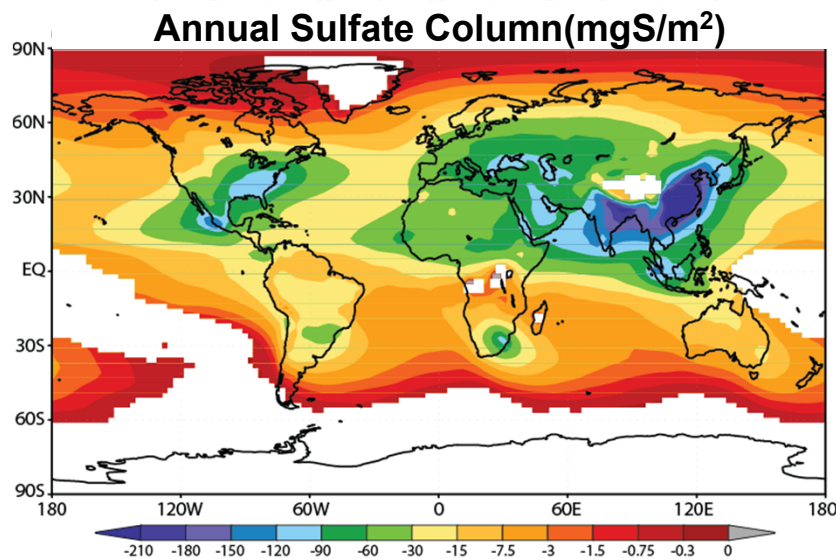 Annual Sulfate Column(mgS/m²)
90N
60N
30N
EQ
30S
60S
90S
180 120W 60W 0 60E 120E 180
-210 -180 -150 -120 -90 -60 -30 -15 -7.5 -3 -1.5 -0.75 -0.3 0